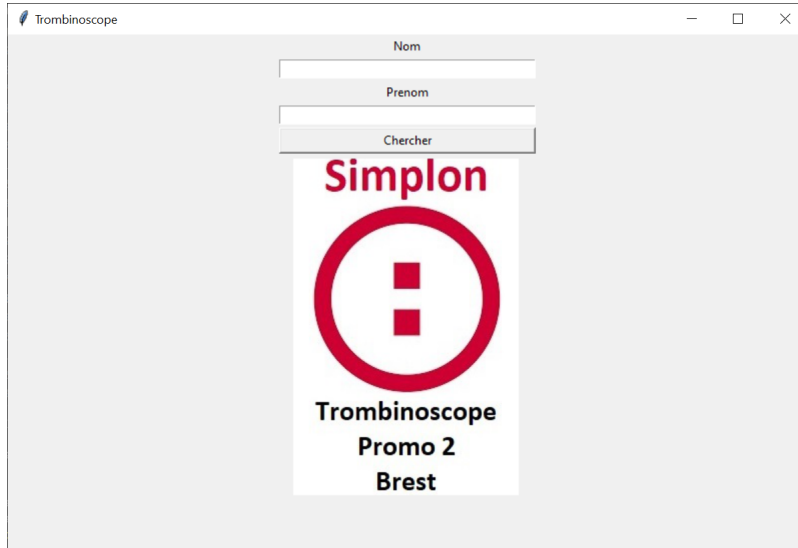 Trombinoscope
Nom
Prenom
Chercher
Simplon
Trombinoscope
Promo 2
Brest